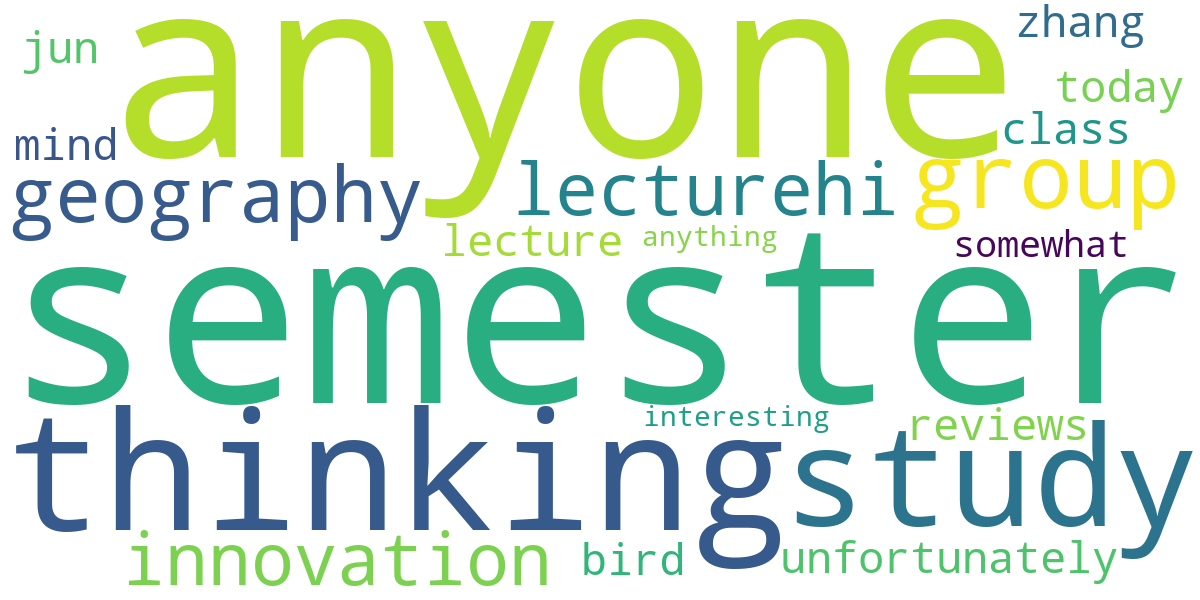 anyone
jun
zhang
today
class
mind
geography
lecturehi
group
lecture
anything
somewhat
semester
thinking
interesting
reviews
study
innovation
bird
unfortunately